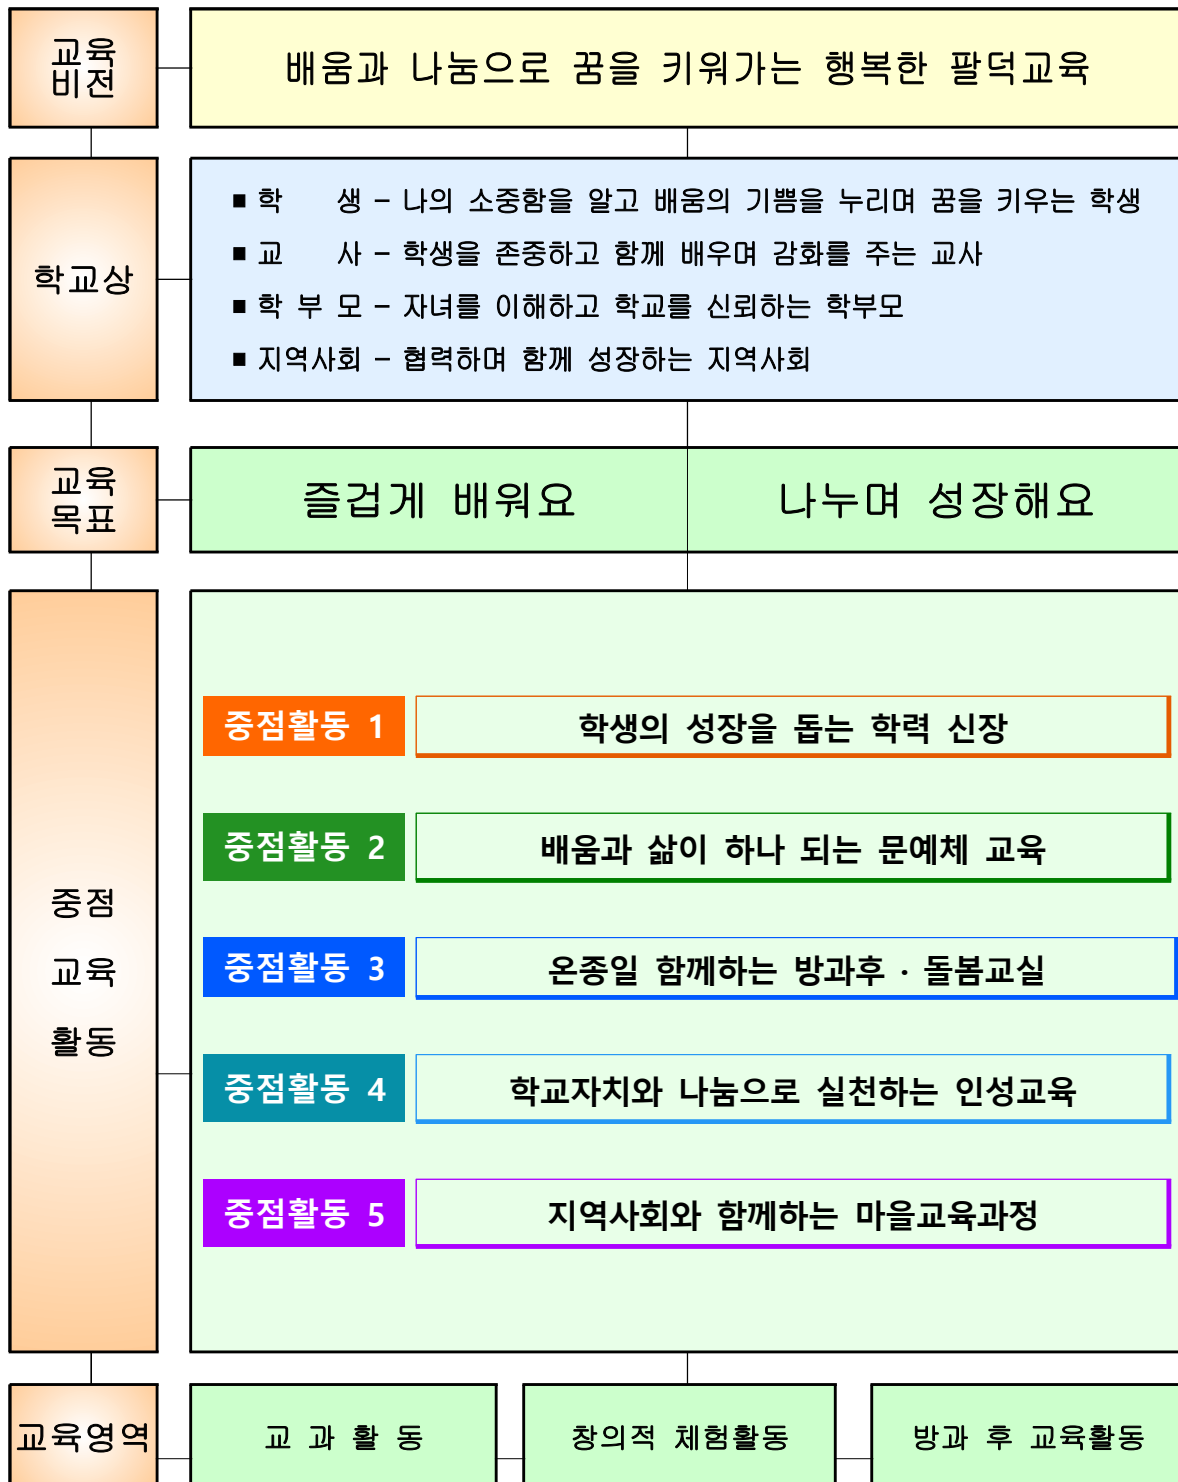 교육
비전
배움과 나눔으로 꿈을 키워가는 행복한 팔덕교육
학교상
■ 학 생 – 나의 소중함을 알고 배움의 기쁨을 누리며 꿈을 키우는 학생
■ 교 사 – 학생을 존중하고 함께 배우며 감화를 주는 교사
■ 학 부 모 – 자녀를 이해하고 학교를 신뢰하는 학부모
■ 지역사회 – 협력하며 함께 성장하는 지역사회
교육
목표
즐겁게 배워요
나누며 성장해요
중점
교육
활동
중점활동 1
학생의 성장을 돕는 학력 신장
중점활동 2
배움과 삶이 하나 되는 문예체 교육
중점활동 3
온종일 함께하는 방과후 · 돌봄교실
중점활동 4
학교자치와 나눔으로 실천하는 인성교육
중점활동 5
지역사회와 함께하는 마을교육과정
교육영역
교 과 활 동
창의적 체험활동
방과 후 교육활동